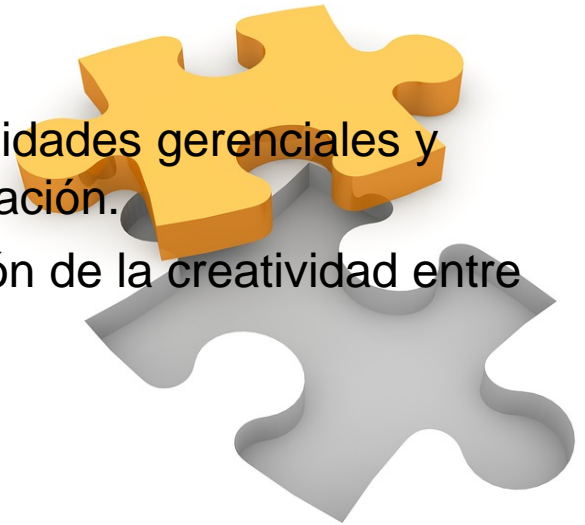 idades gerenciales y
ación.
ón de la creatividad entre